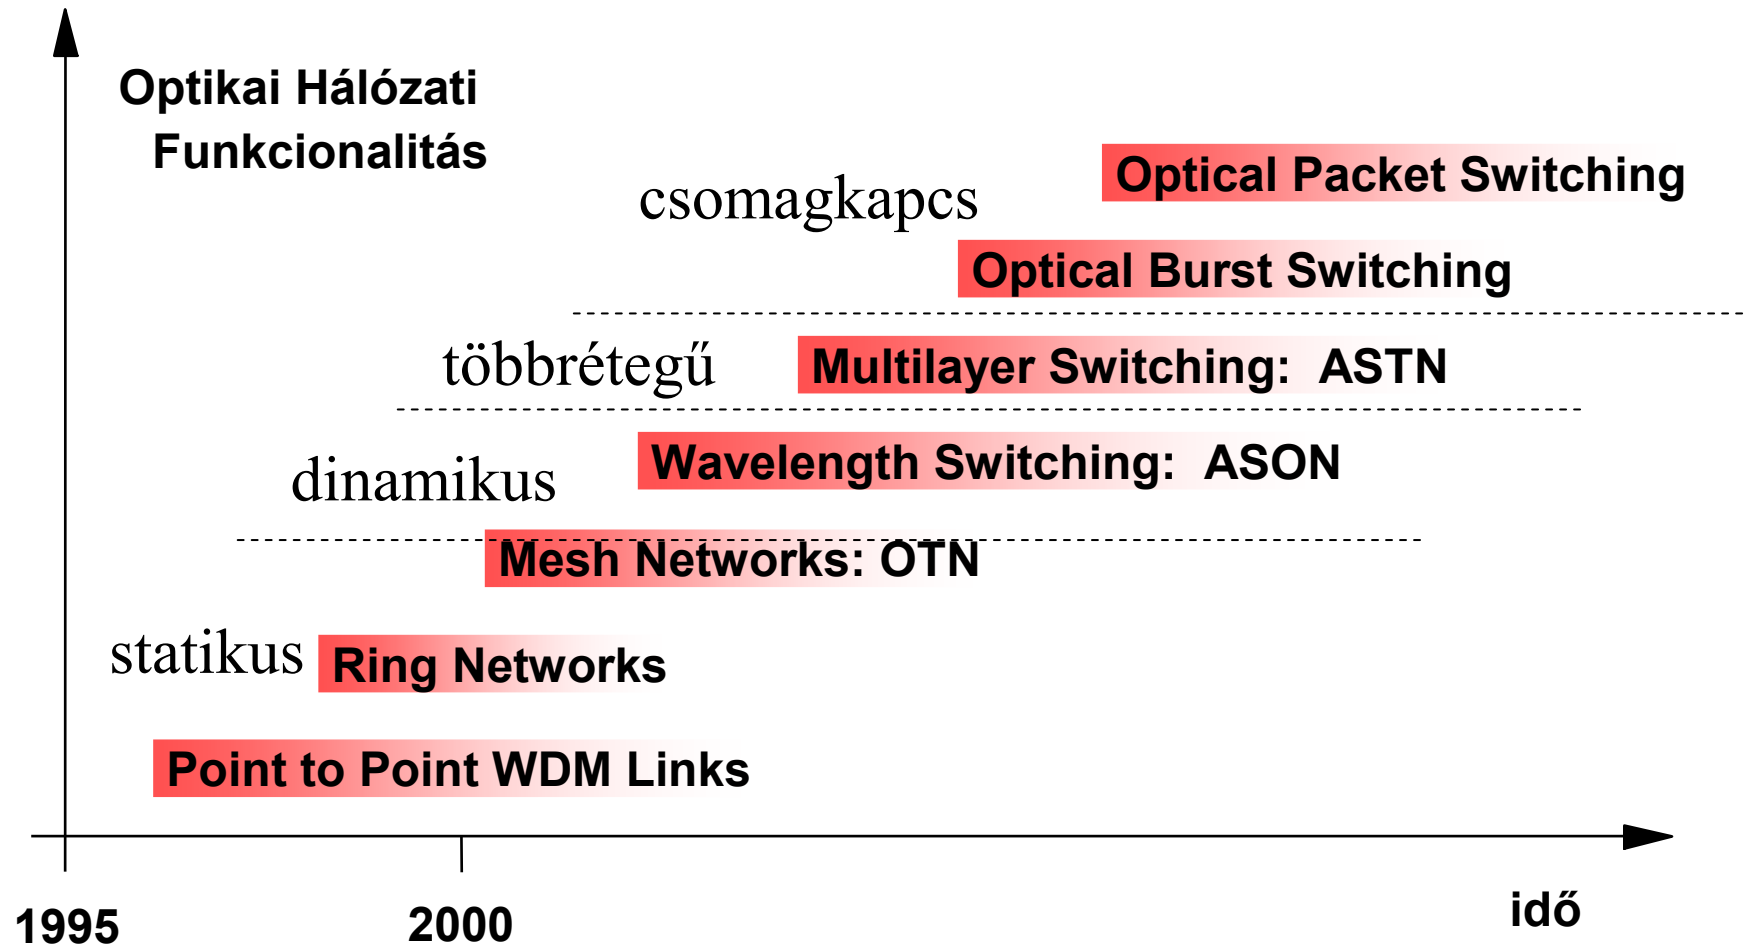 Optikai Hálózati
Funkcionalitás
Optical Packet Switching
csomagkapcs
Optical Burst Switching
többrétegű
Multilayer Switching: ASTN
Wavelength Switching: ASON
dinamikus
Mesh Networks: OTN
statikus
Ring Networks
Point to Point WDM Links
1995
2000
idő